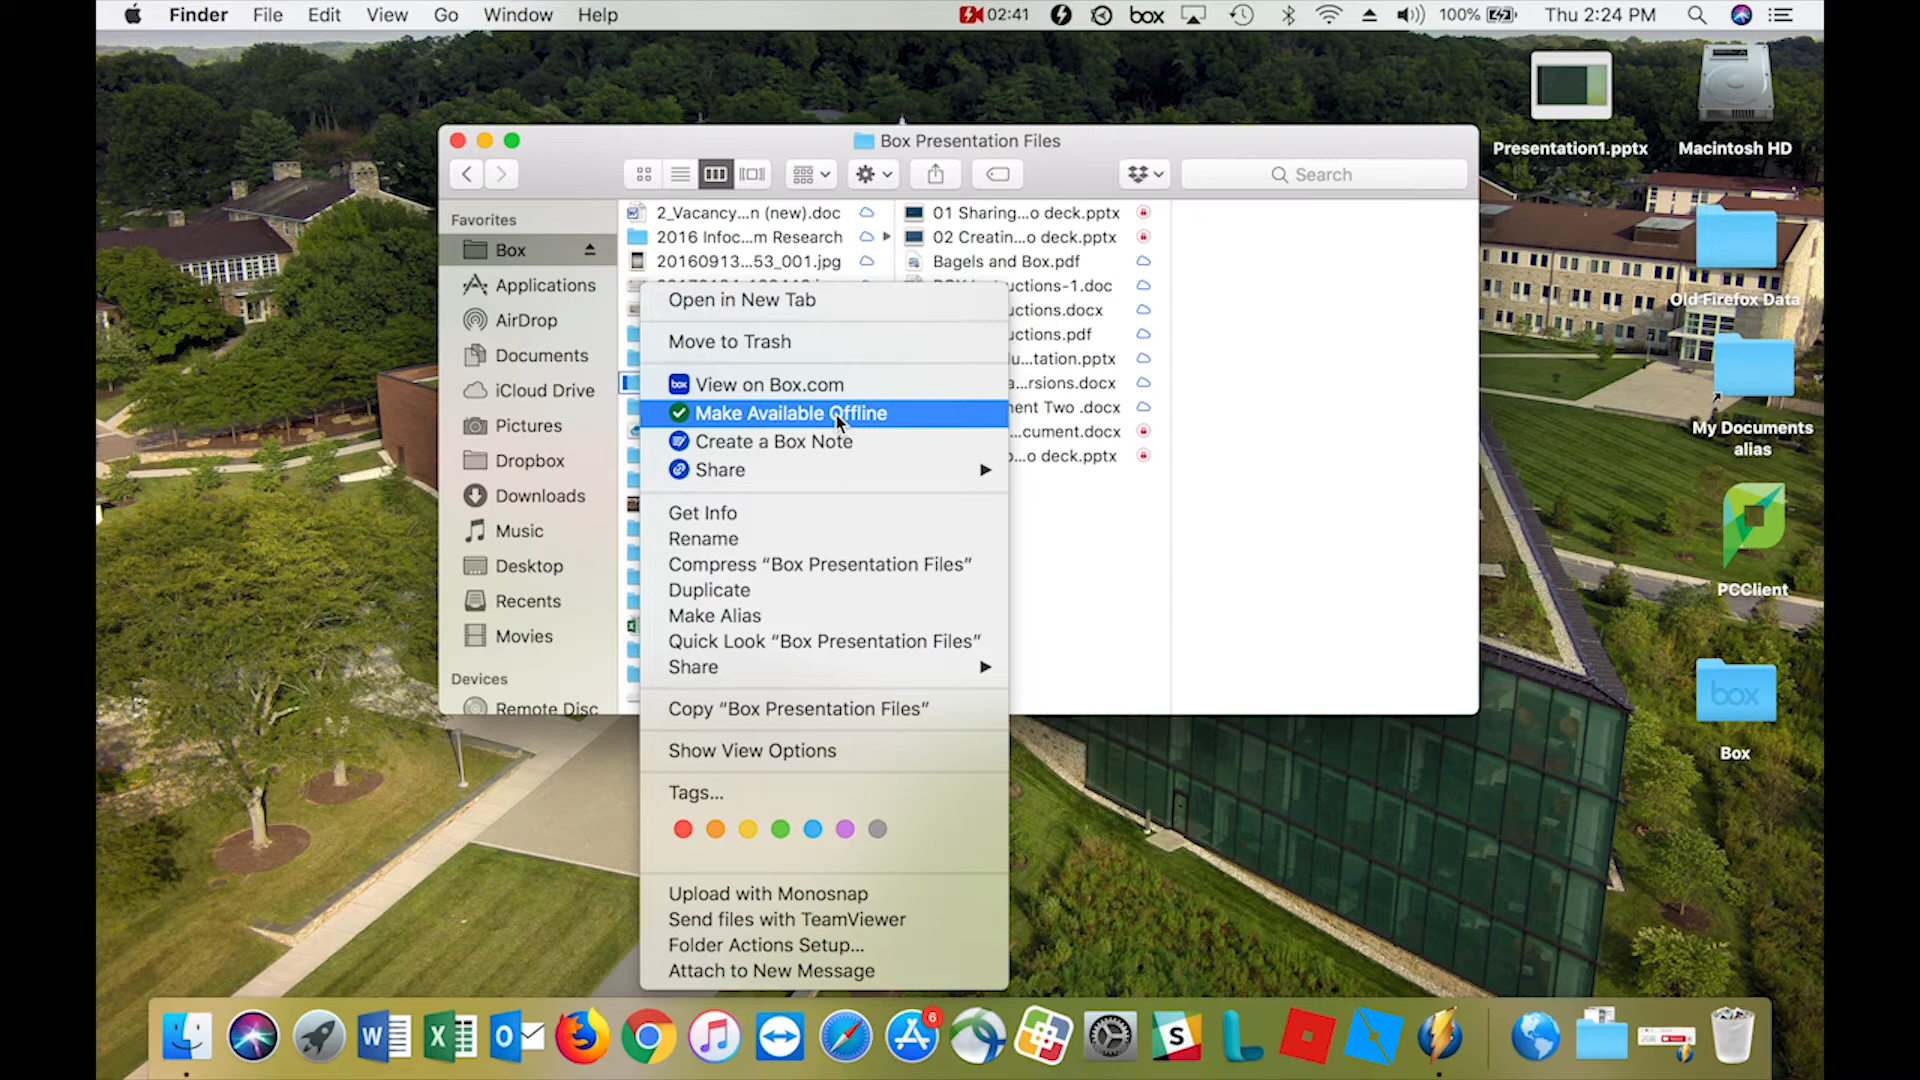 Finder File Edit View Go Window Help 02:41 box 100% Thu 2:24 PM
Box Presentation Files
Search
Favorites
Box
Applications
AirDrop
Documents
iCloud Drive
Pictures
Dropbox
Downloads
Music
Desktop
Recents
Movies
Devices
Remote Disc
2_Vacancy...n (new).doc
2016 Infoc...m Research
20160913...53_001.jpg
01 Sharing...o deck.pptx
02 Creatin...o deck.pptx
Bagels and Box.pdf
uctions-1.doc
uctions.docx
uctions.pdf
lu...tation.pptx
a...rsions.docx
ent Two .docx
...cument.docx
o...o deck.pptx
Open in New Tab
Move to Trash
box View on Box.com
Make Available Offline
Create a Box Note
Share
Get Info
Rename
Compress “Box Presentation Files”
Duplicate
Make Alias
Quick Look “Box Presentation Files”
Share
Copy “Box Presentation Files”
Show View Options
Tags...
Upload with Monosnap
Send files with TeamViewer
Folder Actions Setup...
Attach to New Message
Presentation1.pptx
Macintosh HD
Old Firefox Data
My Documents
alias
PCClient
box
Box
6